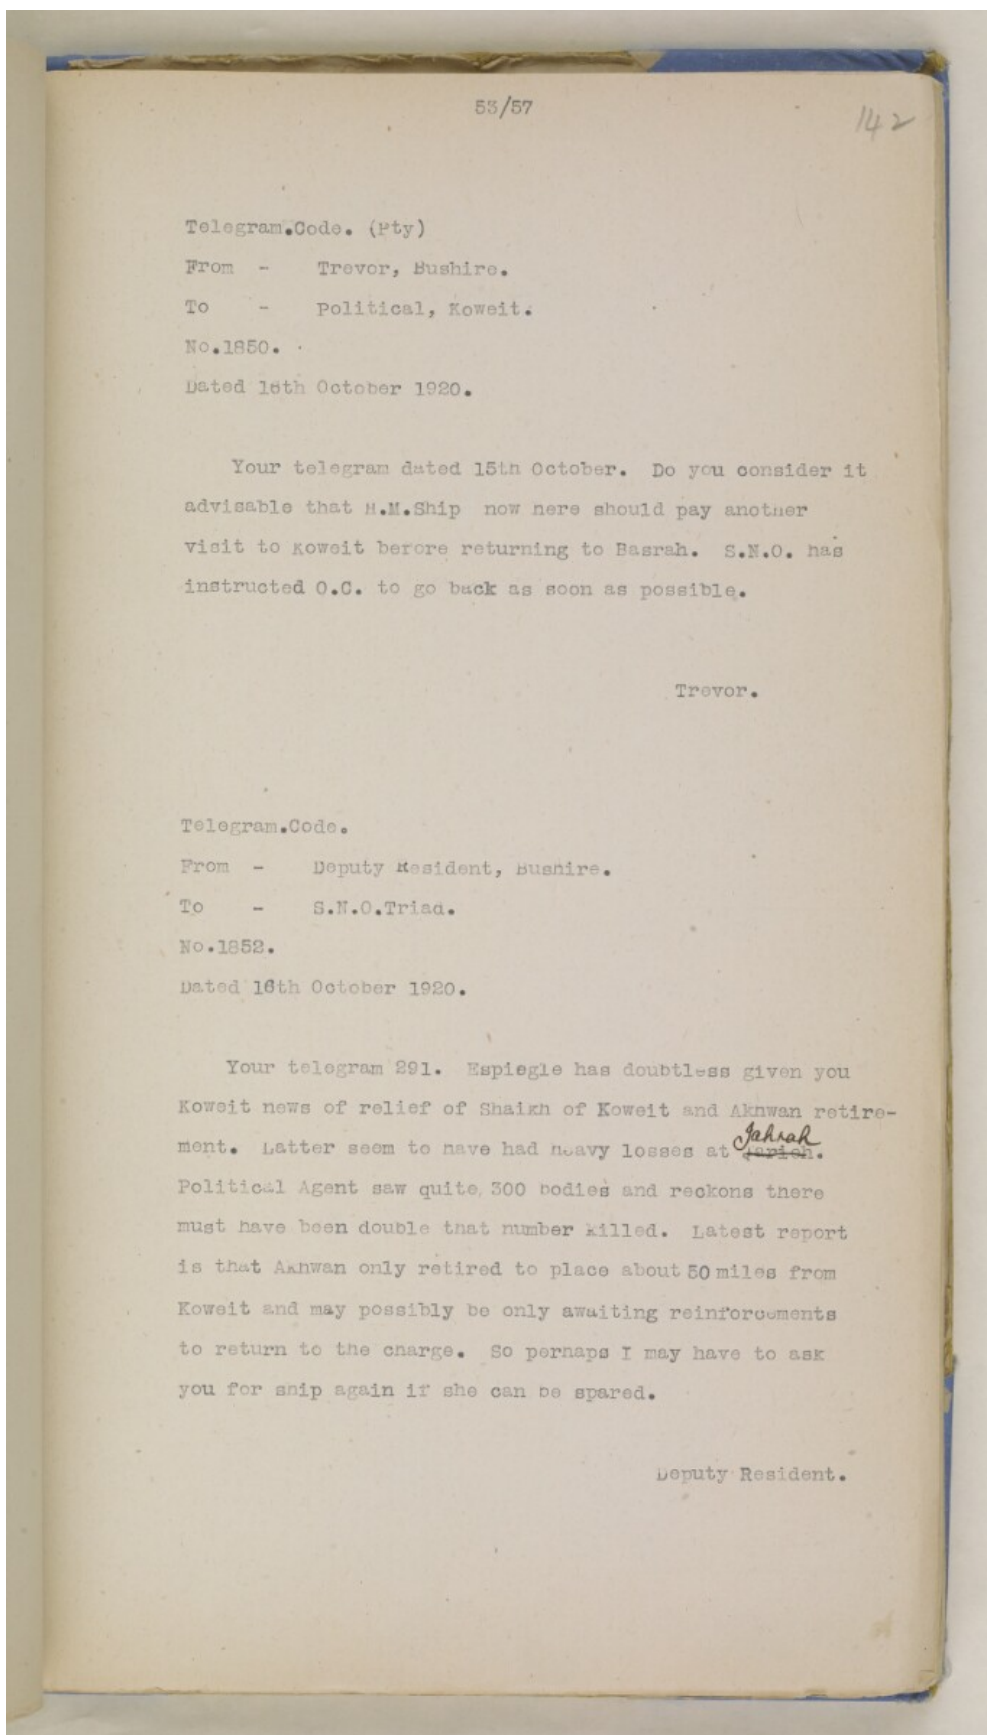 53/57
142
Telegram.Code. (Pty)
From - Trevor, Bushire.
To - Political, Koweit.
No.1850.
Dated 16th October 1920.
Your telegram dated 15th October. Do you consider it
advisable that H.M.Ship now here should pay another
visit to Koweit before returning to Basrah. S.N.O. has
instructed O.C. to go back as soon as possible.
Trevor.
Telegram.Code.
From - Deputy Resident, Bushire.
To - S.N.O.Triad.
No.1852.
Dated 16th October 1920.
Your telegram 291. Espiegle has doubtless given you
Koweit news of relief of Shaikh of Koweit and Akhwan retire-
Jahrah
ment. Latter seem to have had heavy losses at .
Political Agent saw quite 300 bodies and reckons there
must have been double that number killed. Latest report
is that Akhwan only retired to place about 50 miles from
Koweit and may possibly be only awaiting reinforcements
to return to the charge. So perhaps I may have to ask
you for ship again if she can be spared.
Deputy Resident.